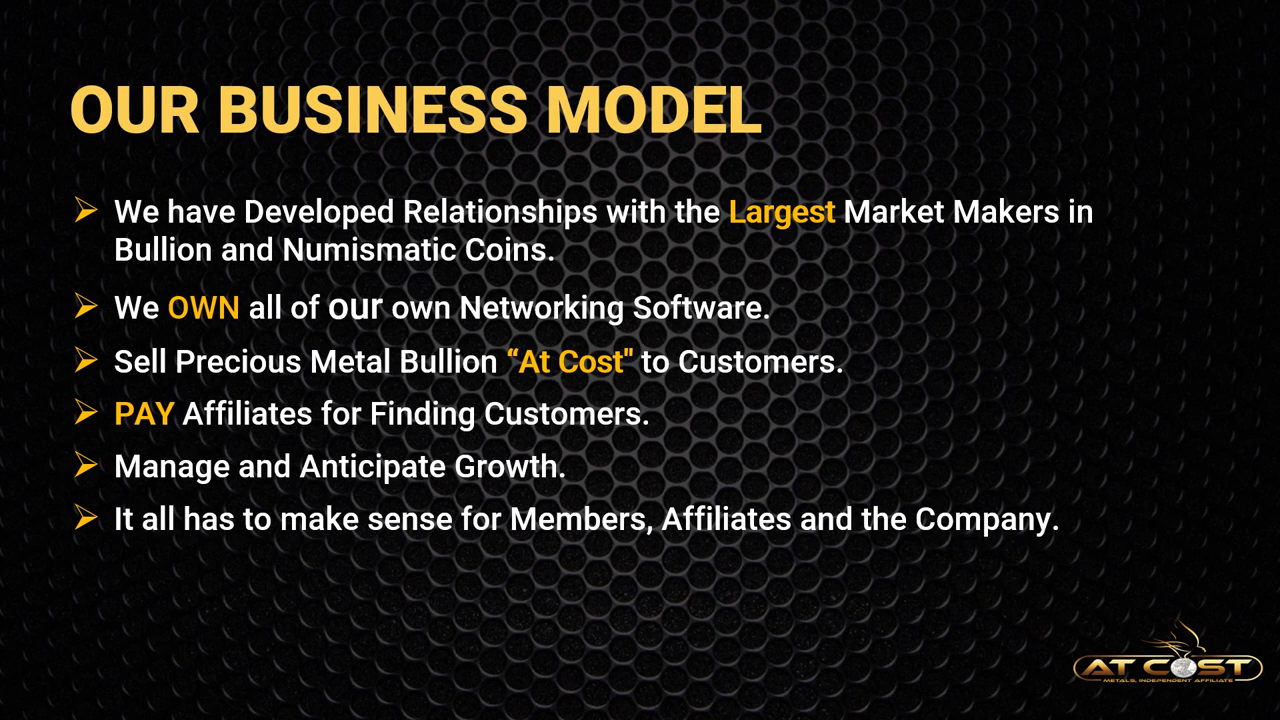 OUR BUSINESS MODEL
We have Developed Relationships with the Largest Market Makers in
Bullion and Numismatic Coins.
We OWN all of our own Networking Software.
Sell Precious Metal Bullion “At Cost" to Customers.
PAY Affiliates for Finding Customers.
Manage and Anticipate Growth.
It all has to make sense for Members, Affiliates and the Company.
AT COST
METALS, INDEPENDENT AFFILIATE